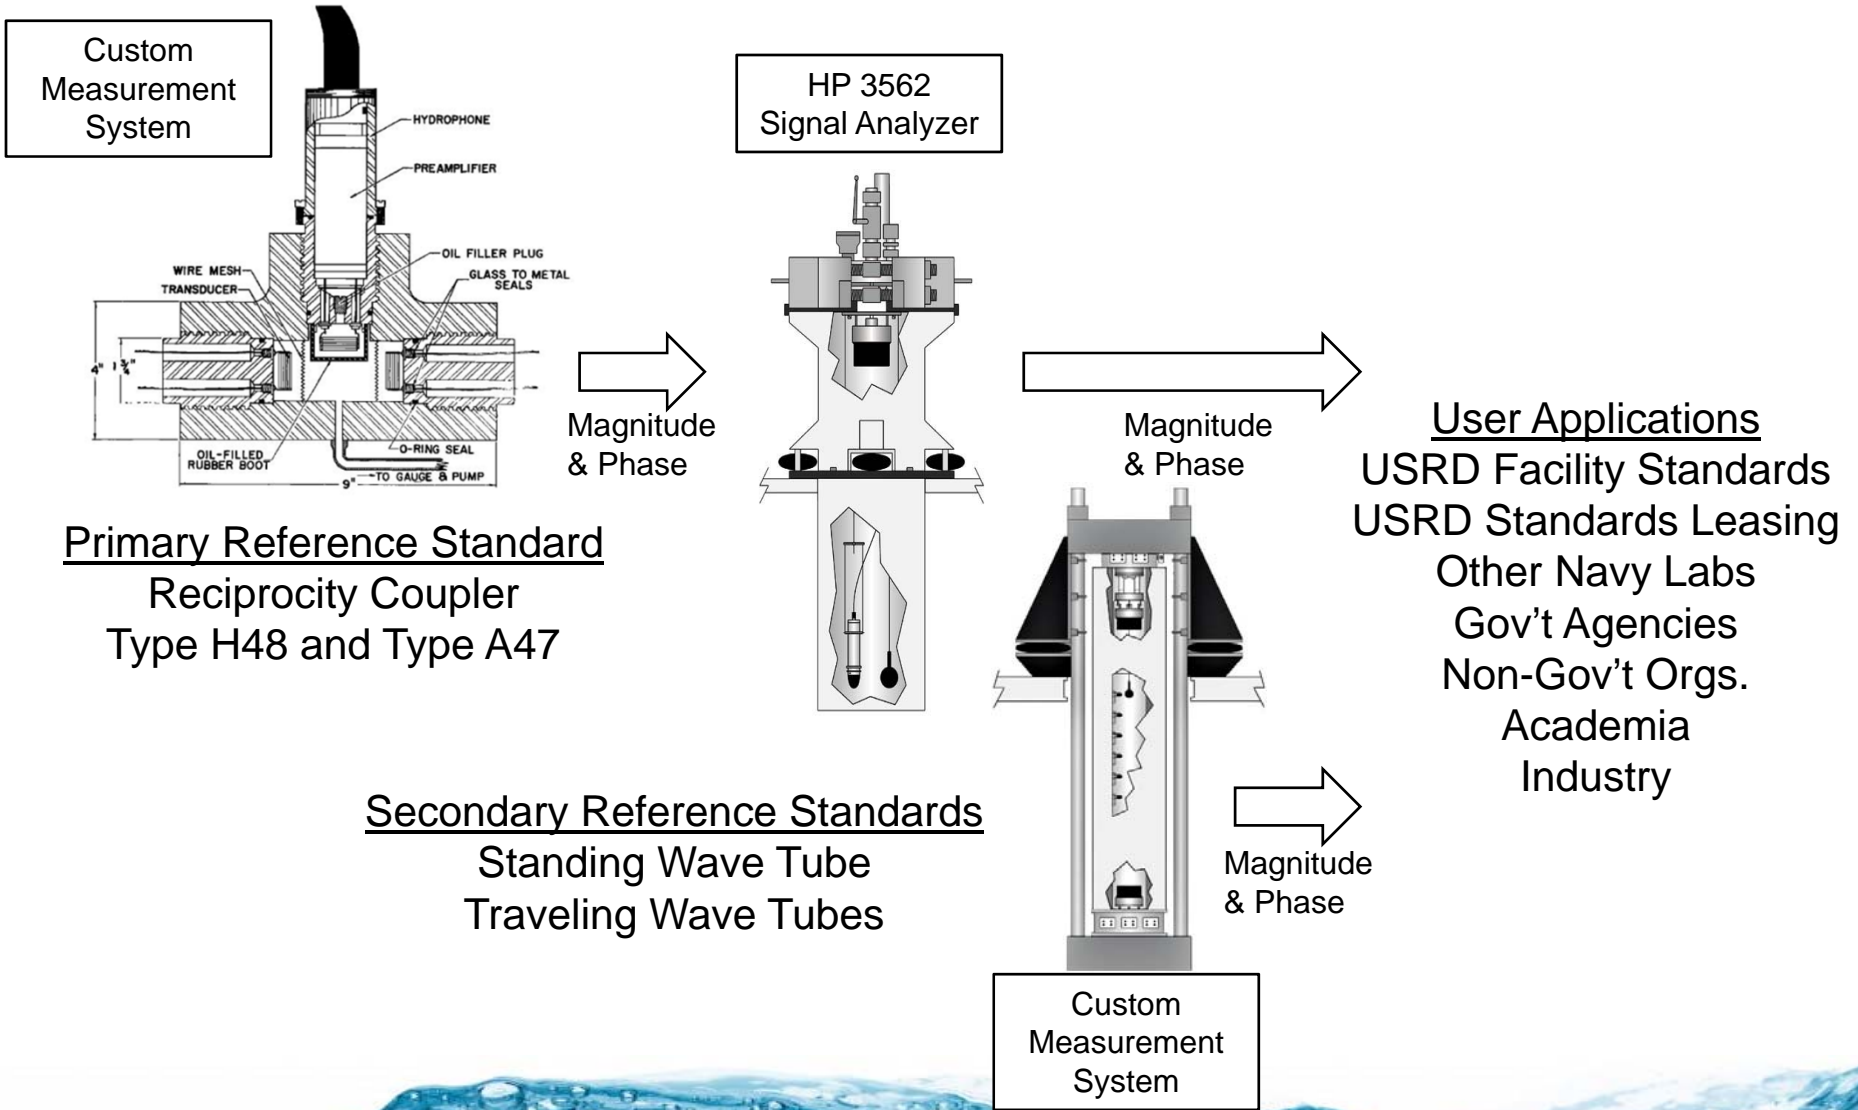 Custom
Measurement
System
HYDROPHONE
PREAMPLIFIER
OIL FILLER PLUG
WIRE MESH
GLASS TO METAL
SEALS
TRANSDUCER
4"
1 3/4"
OIL-FILLED
RUBBER BOOT
O-RING SEAL
TO GAUGE & PUMP
9"
Primary Reference Standard
Reciprocity Coupler
Type H48 and Type A47
Magnitude
& Phase
HP 3562
Signal Analyzer
Magnitude
& Phase
Secondary Reference Standards
Standing Wave Tube
Traveling Wave Tubes
Custom
Measurement
System
Magnitude
& Phase
User Applications
USRD Facility Standards
USRD Standards Leasing
Other Navy Labs
Gov't Agencies
Non-Gov't Orgs.
Academia
Industry